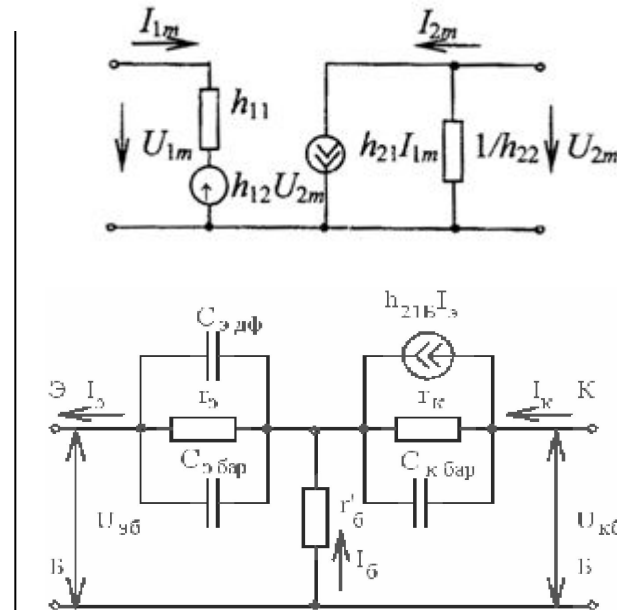 I₁ₘ I₂ₘ
h₁₁
U₁ₘ h₂₁I₁ₘ 1/h₂₂ U₂ₘ
h₁₂U₂ₘ
h₂₁БIэ
Cэ дф
Э Iэ rэ rк Iк К
Cэ бар Cк бар
Uэб r'б Uкб
Б Iб Б